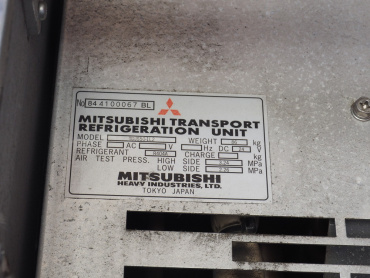 No 844100067 BL
MITSUBISHI TRANSPORT
REFRIGERATION UNIT
MODEL WEIGHT kg
PHASE AC V Hz DC V
REFRIGERANT CHARGE kg
AIR TEST PRESS. HIGH SIDE MPa
LOW SIDE MPa
MITSUBISHI
HEAVY INDUSTRIES, LTD.
TOKYO JAPAN